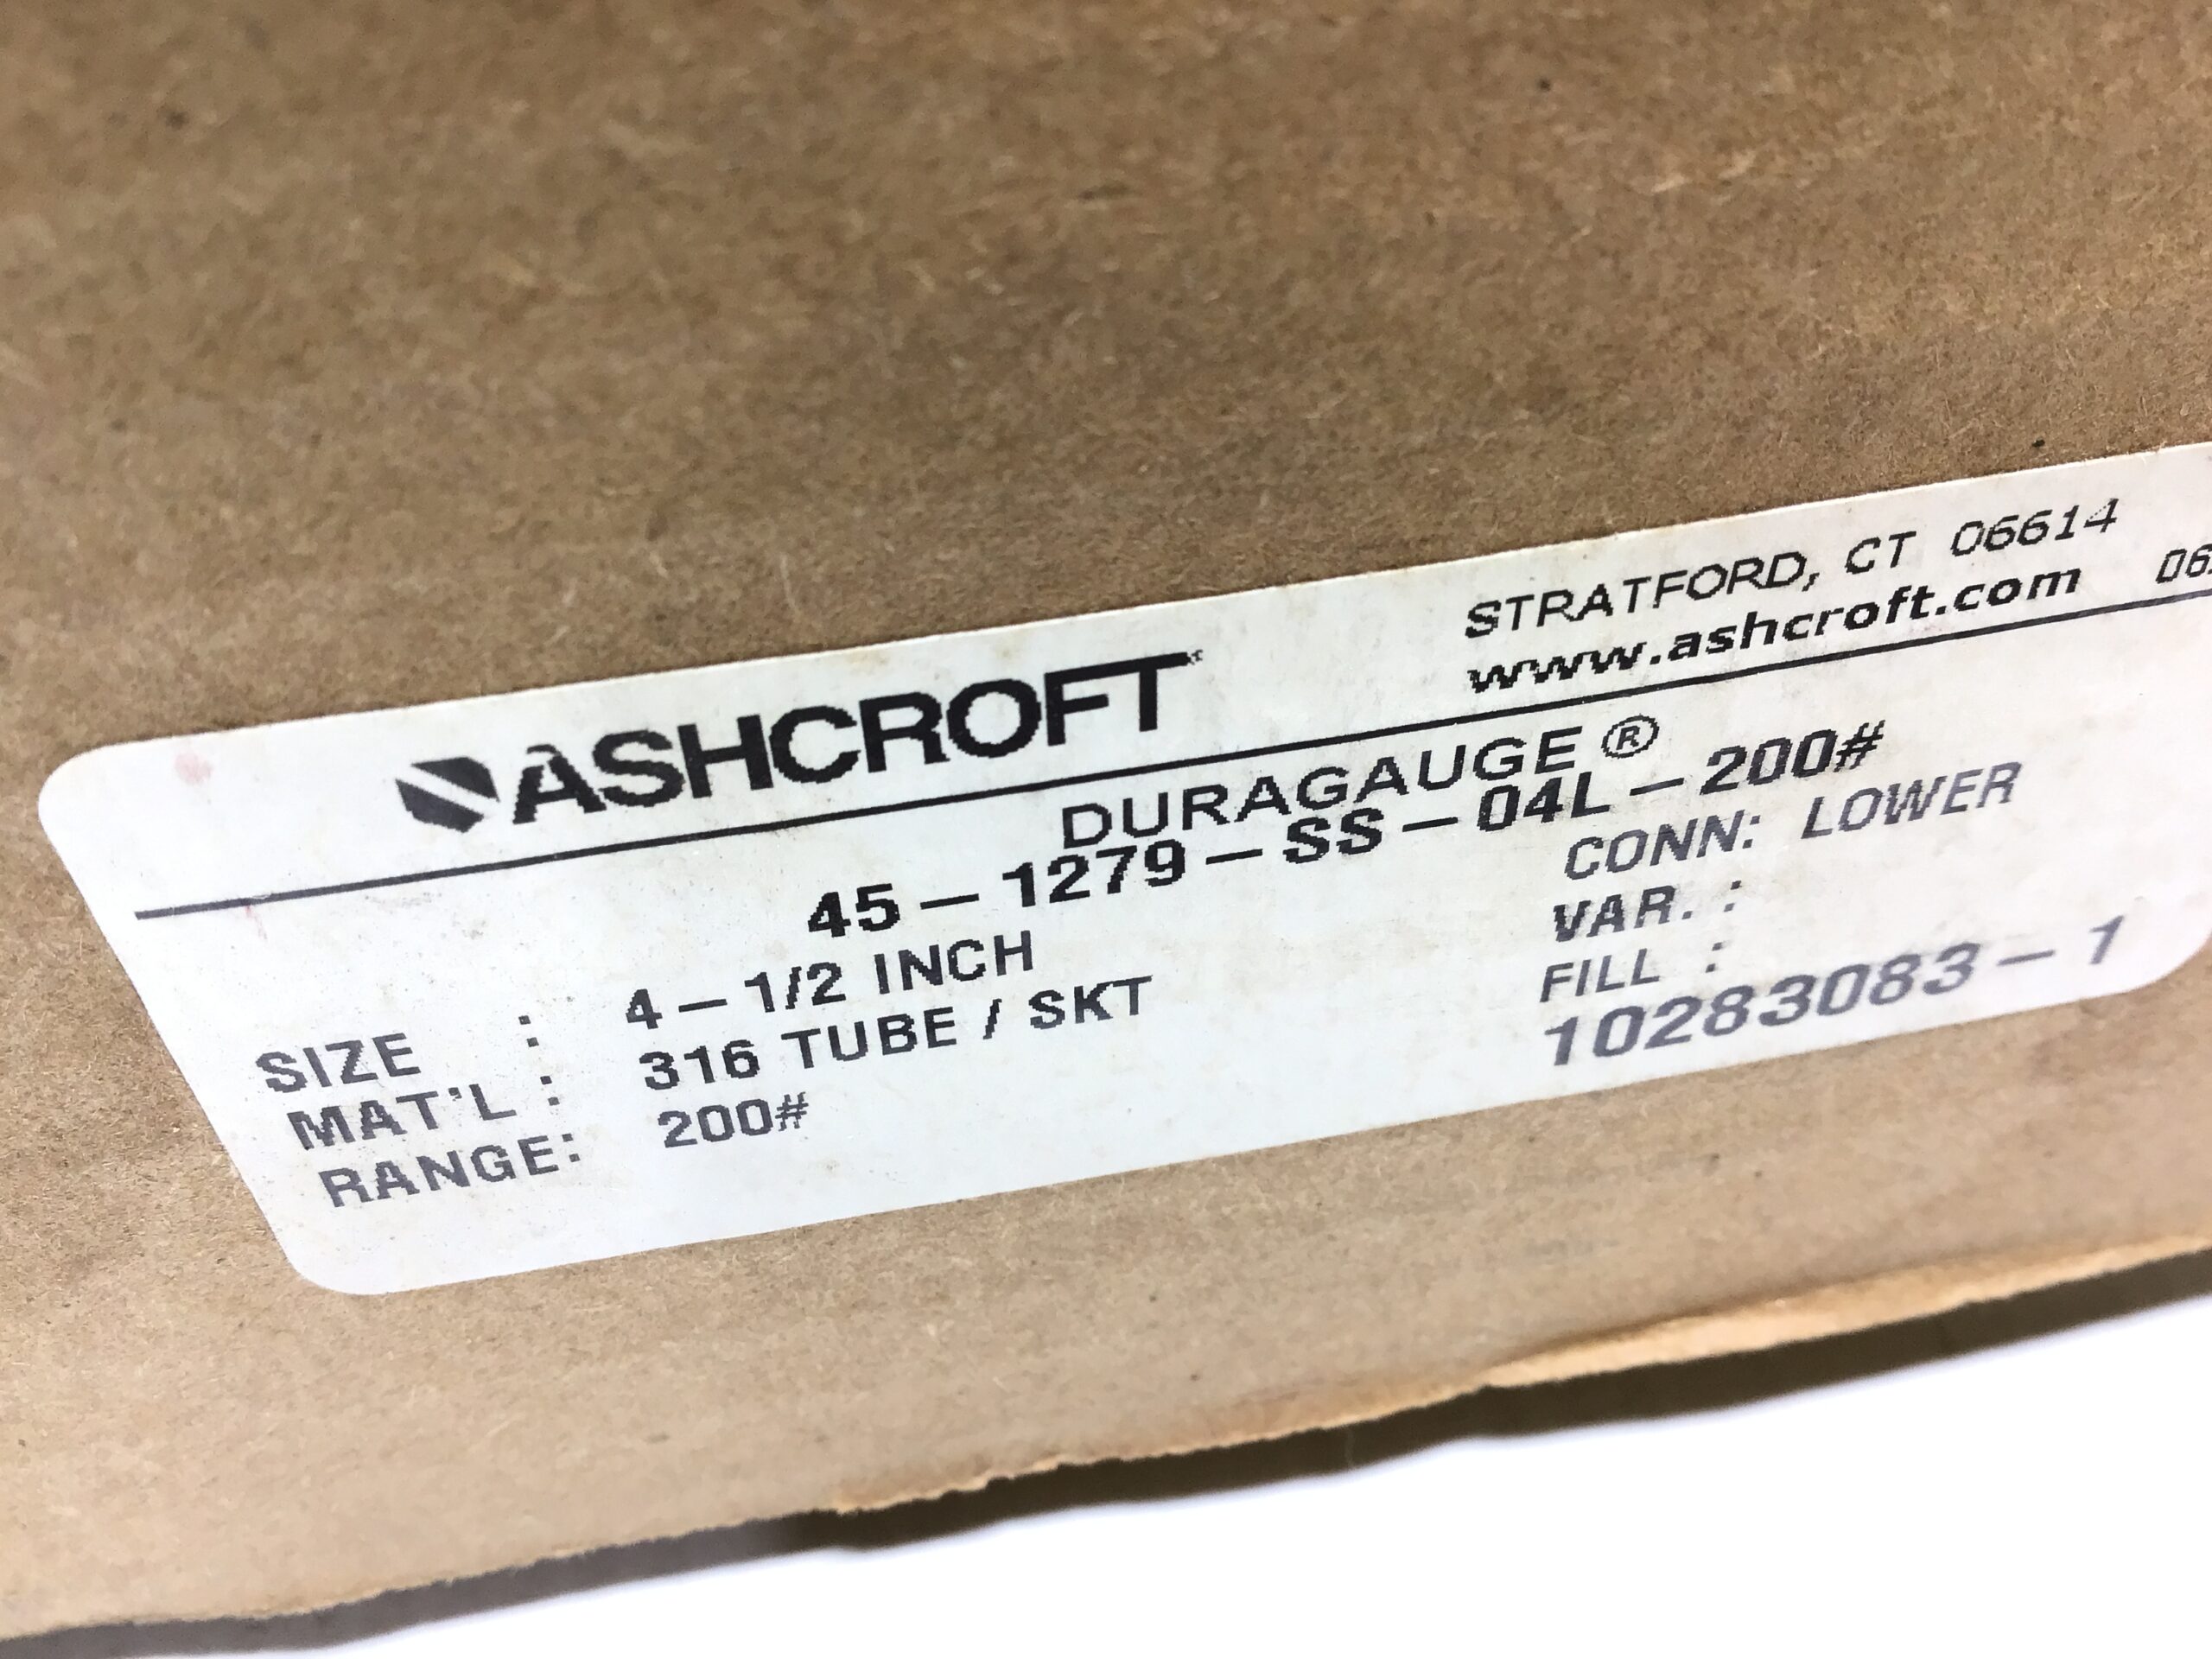 ASHCROFT
STRATFORD, CT 06614
www.ashcroft.com
DURAGAUGE®
45-1279-SS-04L-200#
SIZE : 4-1/2 INCH
CONN: LOWER
MAT'L : 316 TUBE / SKT
VAR. :
RANGE: 200#
FILL :
10283083-1